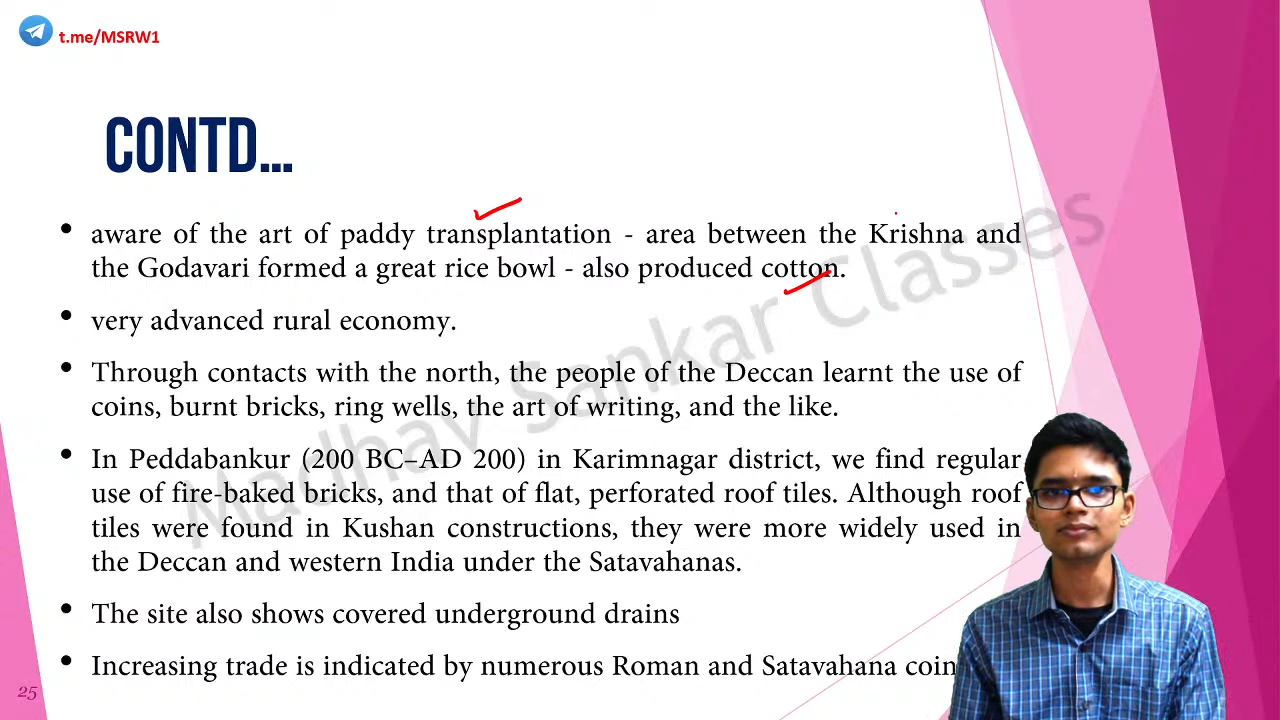 t.me/MSRW1
CONTD...
• aware of the art of paddy transplantation - area between the Krishna and
the Godavari formed a great rice bowl - also produced cotton.
• very advanced rural economy.
• Through contacts with the north, the people of the Deccan learnt the use of
coins, burnt bricks, ring wells, the art of writing, and the like.
• In Peddabankur (200 BC–AD 200) in Karimnagar district, we find regular
use of fire-baked bricks, and that of flat, perforated roof tiles. Although roof
tiles were found in Kushan constructions, they were more widely used in
the Deccan and western India under the Satavahanas.
• The site also shows covered underground drains
• Increasing trade is indicated by numerous Roman and Satavahana coin
Madhav Sankar Classes
25